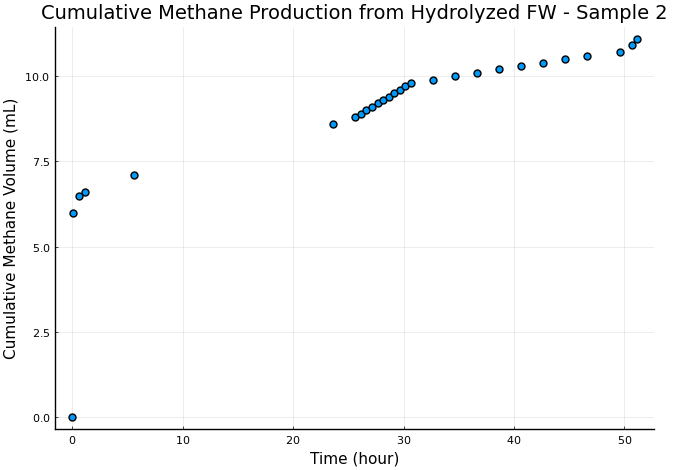 Cumulative Methane Production from Hydrolyzed FW - Sample 2
Cumulative Methane Volume (mL)
10.0
7.5
5.0
2.5
0.0
0 10 20 30 40 50
Time (hour)